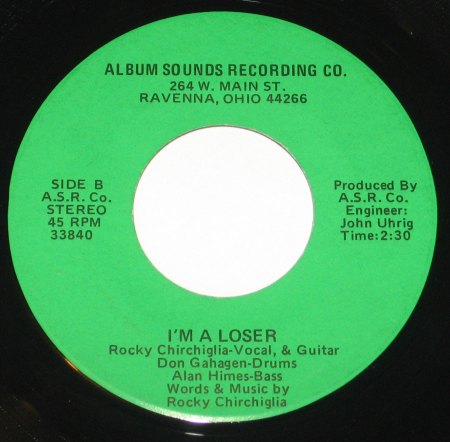 ALBUM SOUNDS RECORDING CO.
264 W. MAIN ST.
RAVENNA, OHIO 44266
SIDE B
A.S.R. Co.
STEREO
45 RPM
33840
Produced By
A.S.R. Co.
Engineer:
John Uhrig
Time:2:30
I'M A LOSER
Rocky Chirchiglia-Vocal, & Guitar
Don Gahagen-Drums
Alan Himes-Bass
Words & Music by
Rocky Chirchiglia